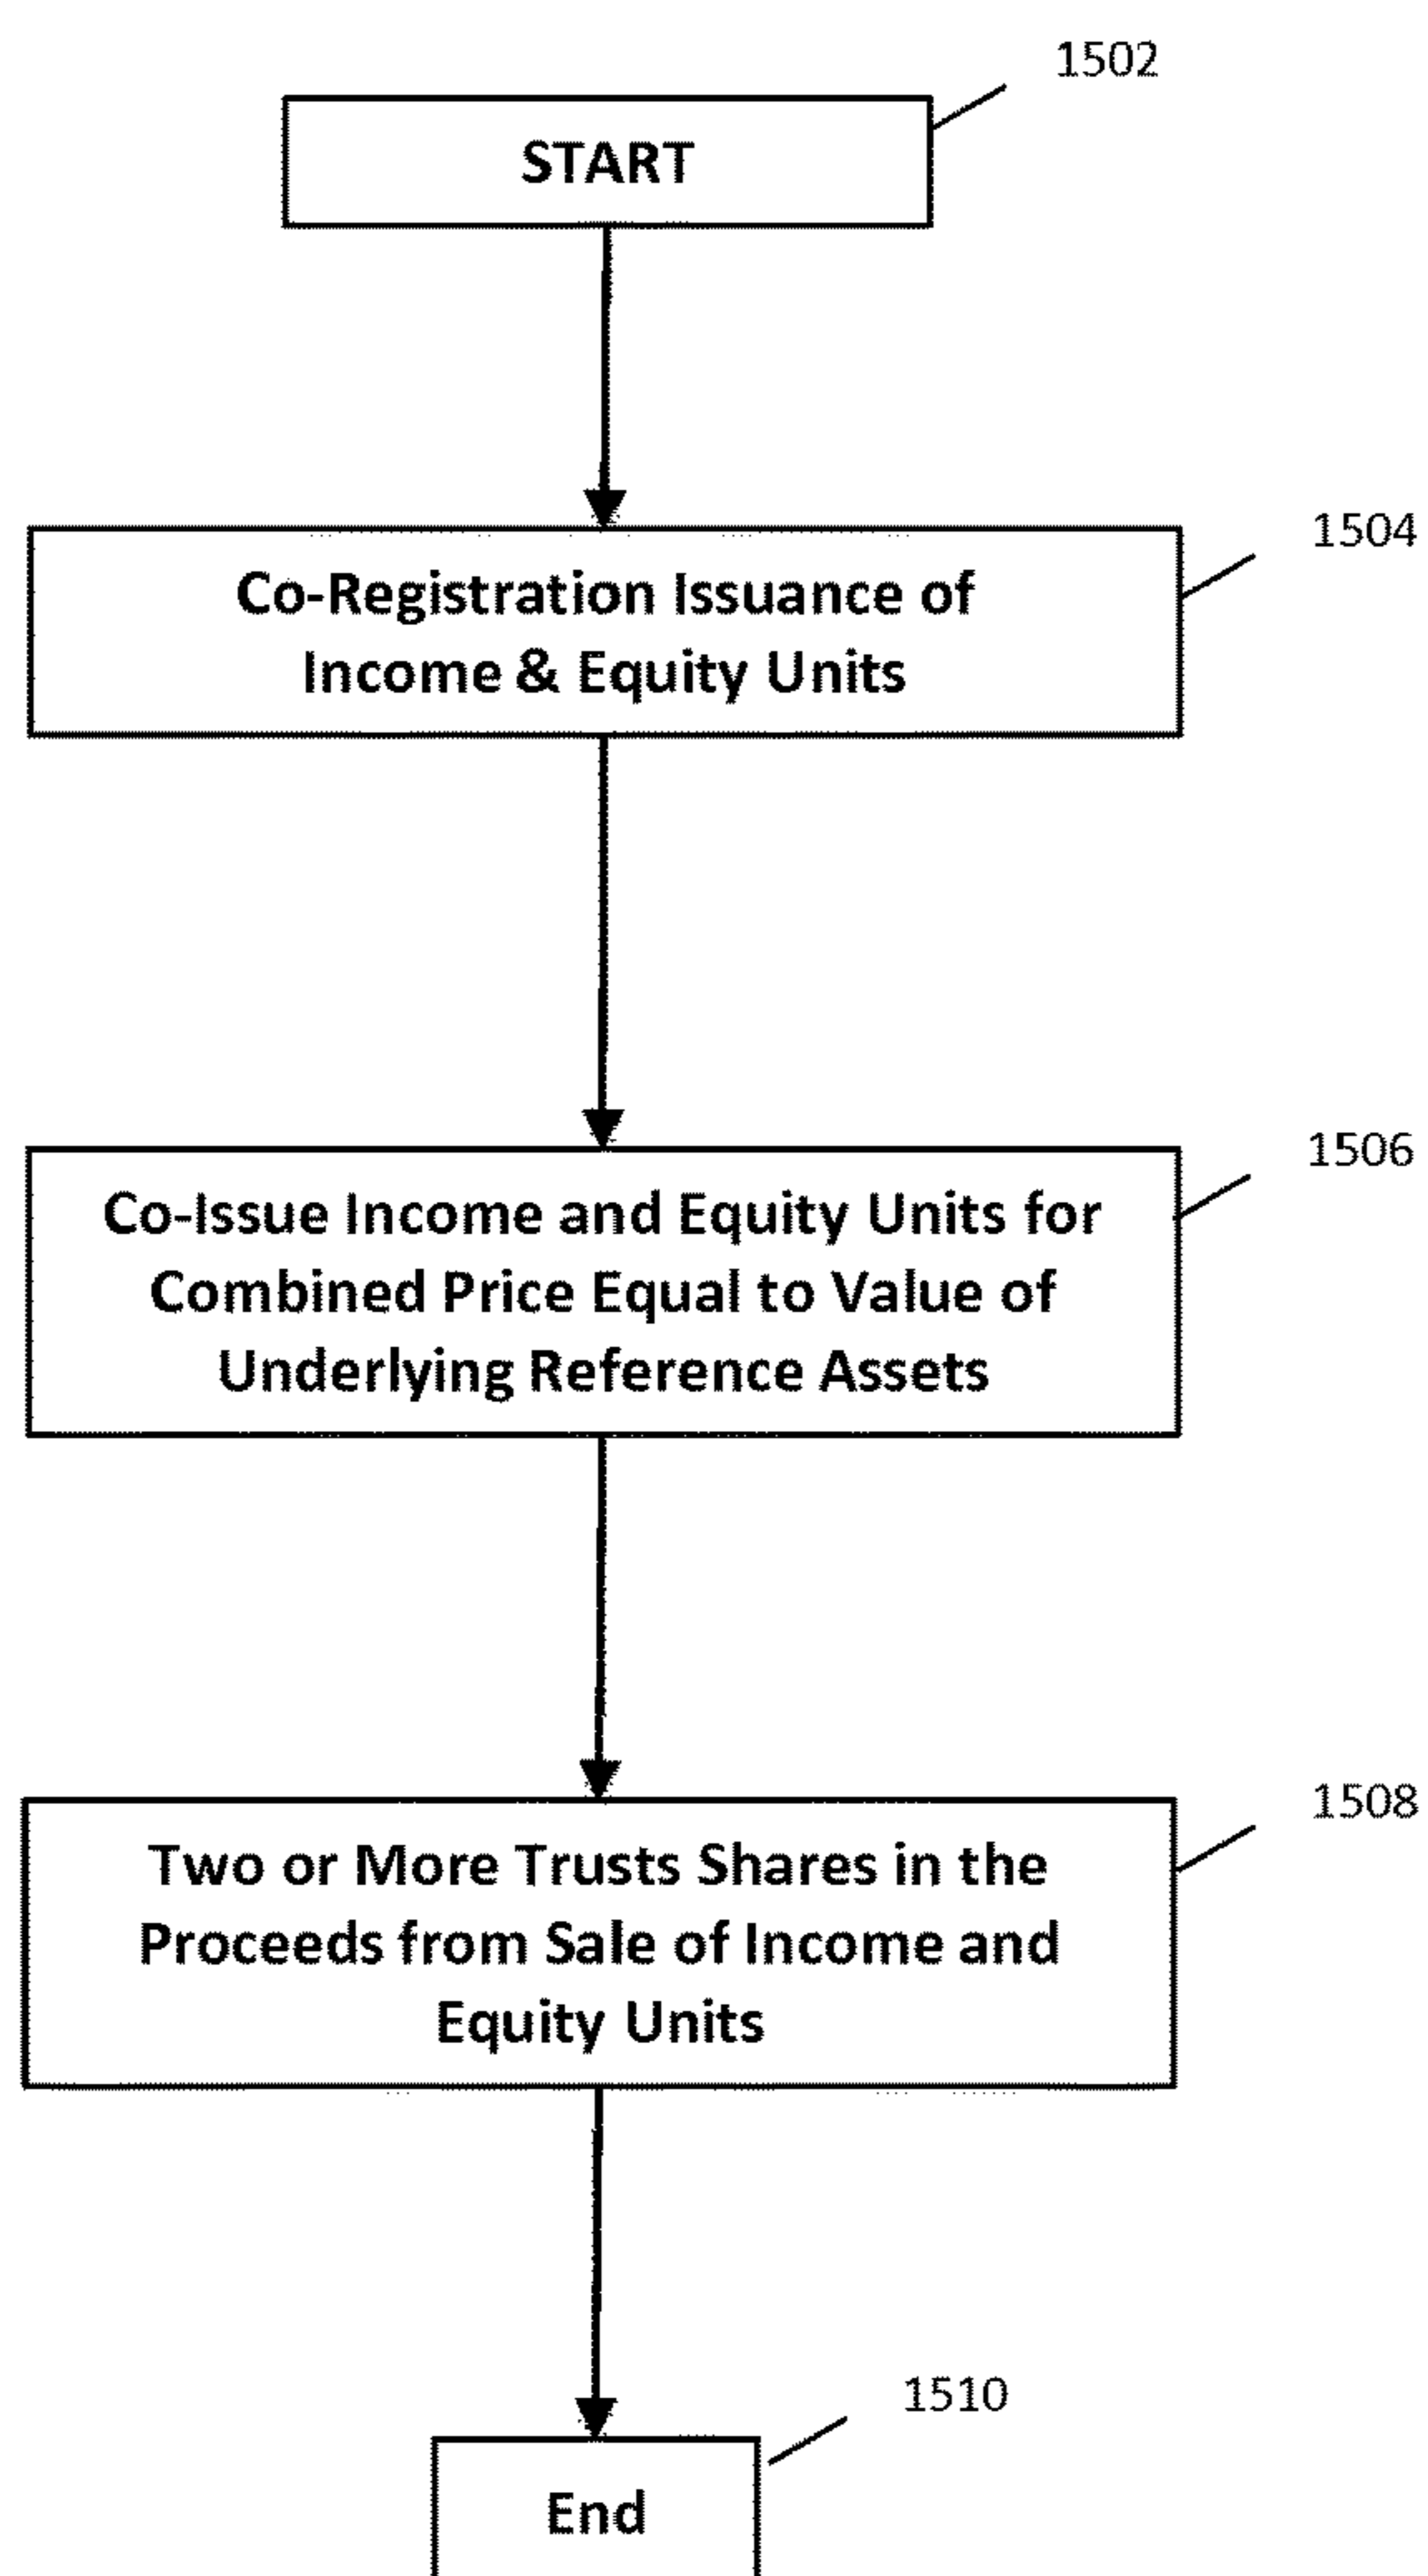 1502
START
1504
Co-Registration Issuance of
Income & Equity Units
1506
Co-Issue Income and Equity Units for
Combined Price Equal to Value of
Underlying Reference Assets
1508
Two or More Trusts Shares in the
Proceeds from Sale of Income and
Equity Units
1510
End